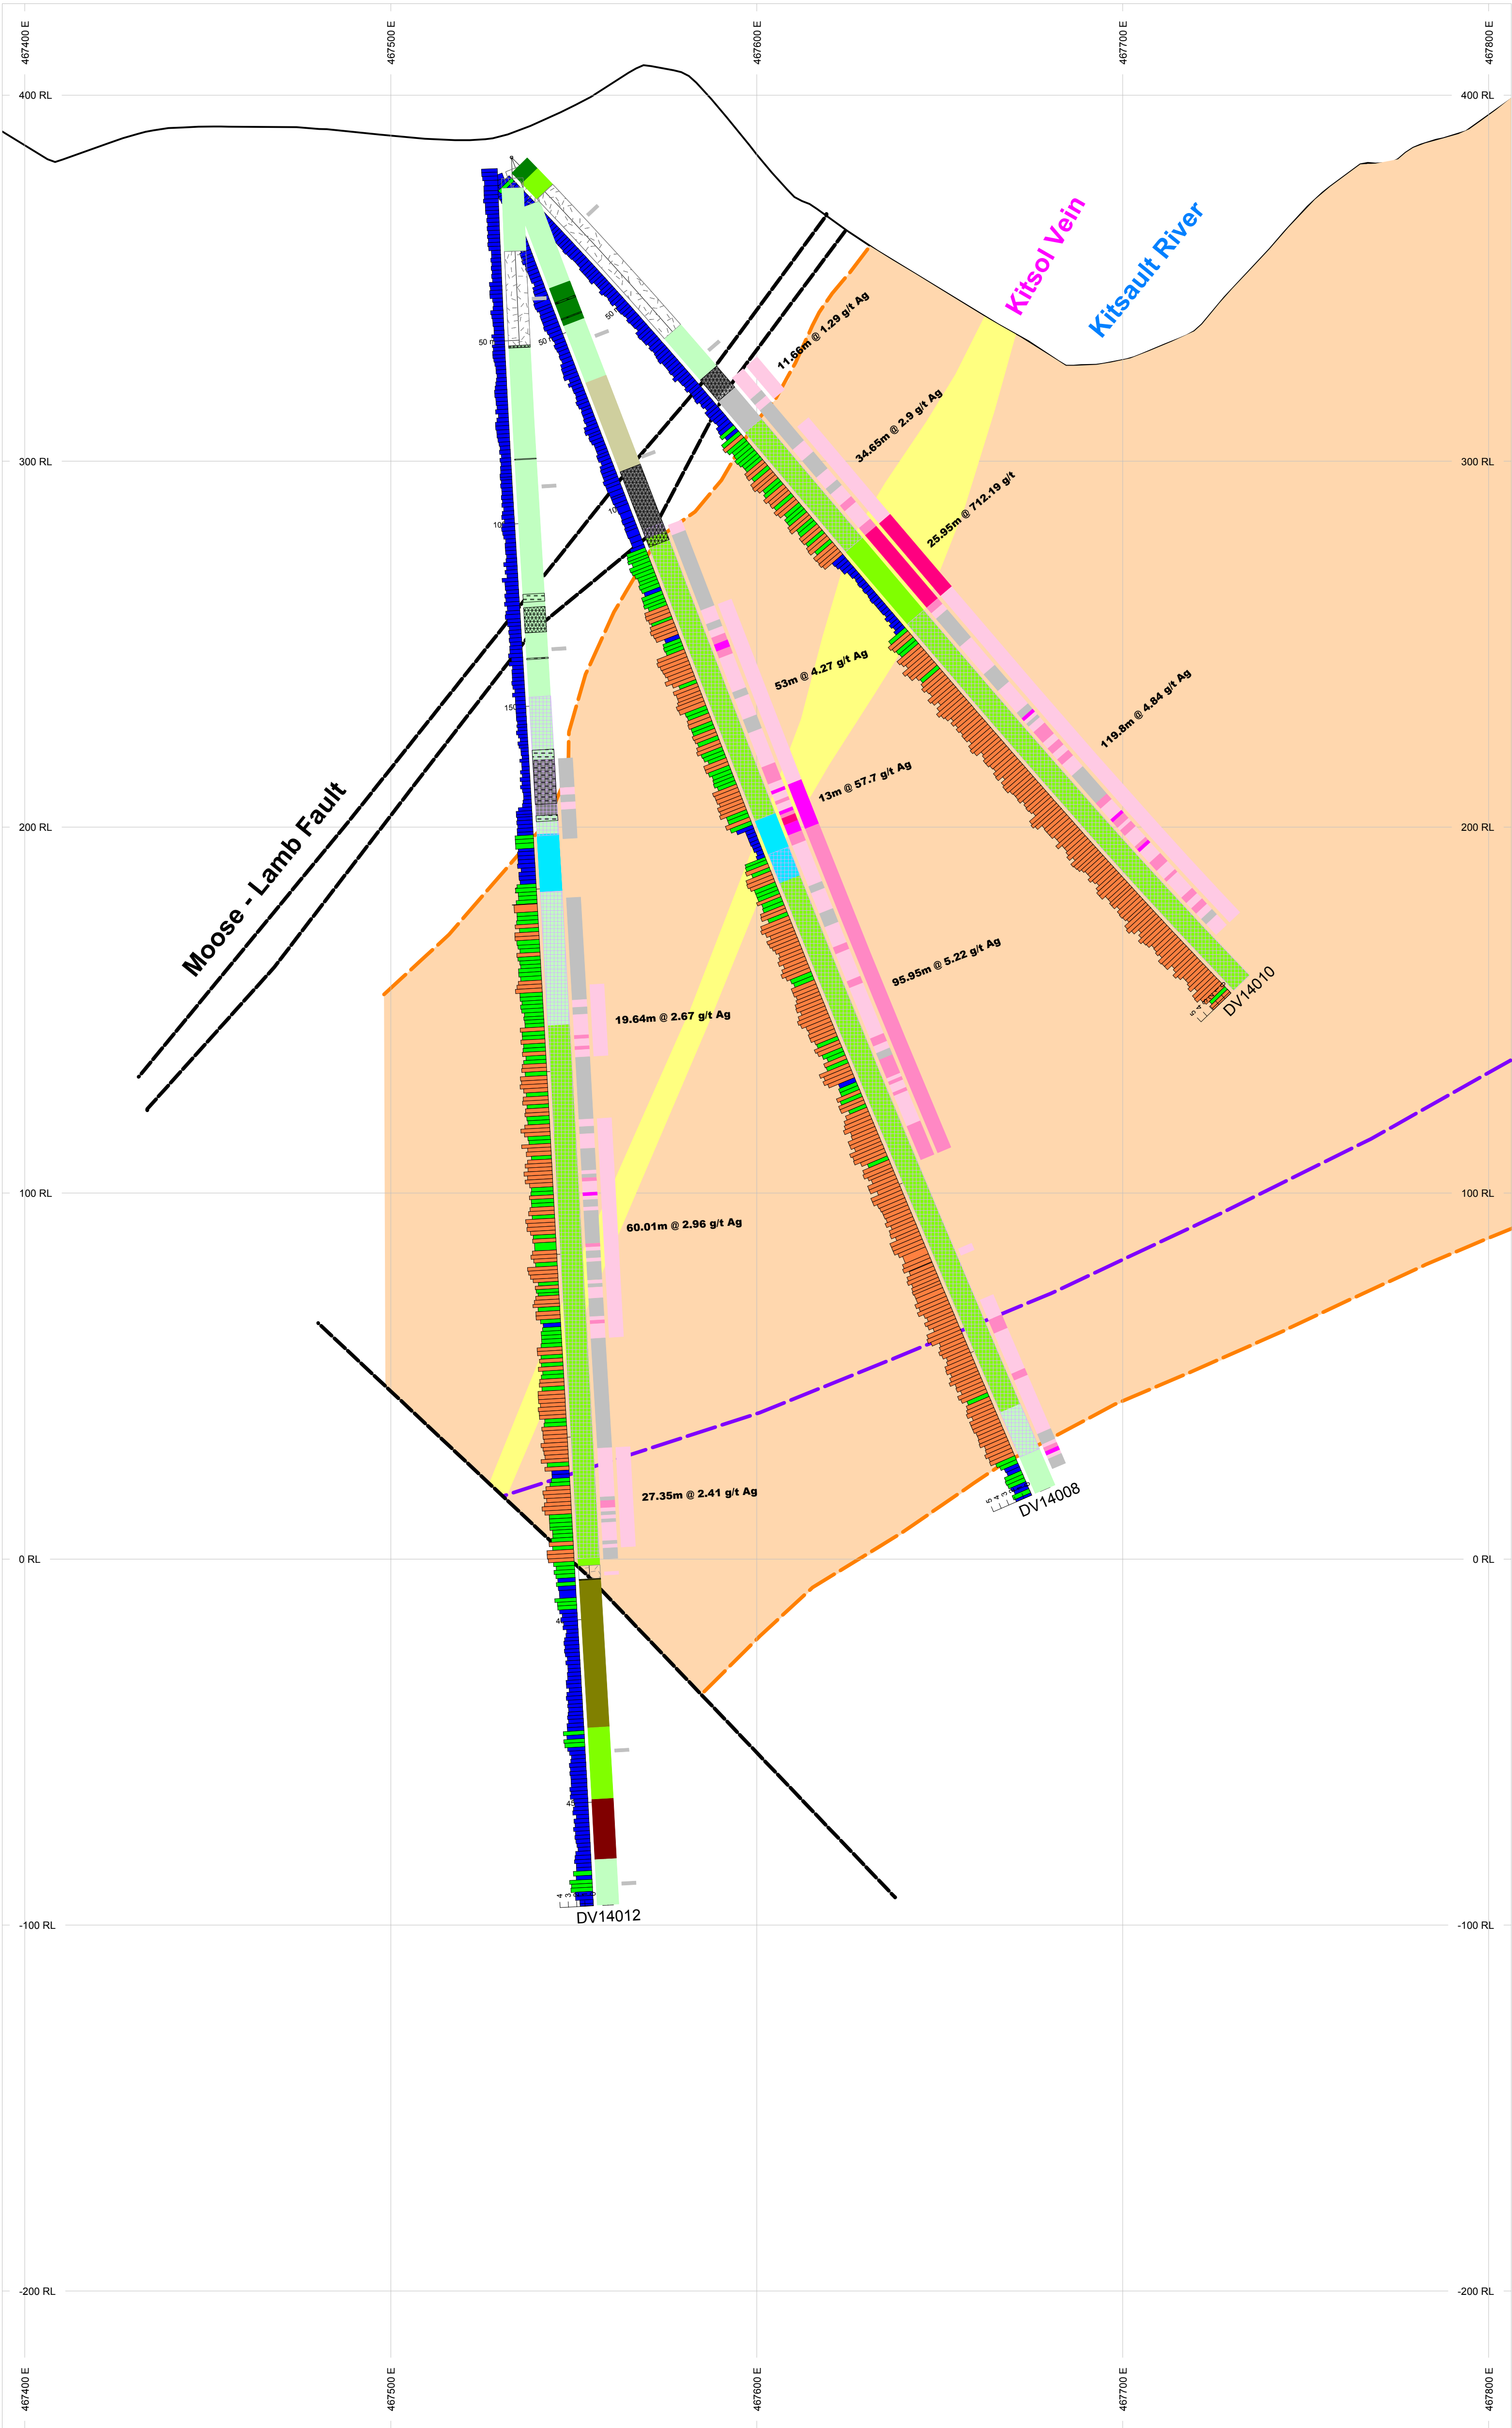 467400 E
467500 E
467600 E
467700 E
467800 E
400 RL
400 RL
Kitsol Vein
Kitsault River
11.66m @ 1.29 g/t Ag
50 m
50 m
50 m
34.65m @ 2.9 g/t Ag
300 RL
300 RL
25.95m @ 712.19 g/t
53m @ 4.27 g/t Ag
119.8m @ 4.84 g/t Ag
13m @ 57.7 g/t Ag
Moose - Lamb Fault
200 RL
200 RL
95.95m @ 5.22 g/t Ag
DV14010
19.64m @ 2.67 g/t Ag
100 RL
100 RL
60.01m @ 2.96 g/t Ag
27.35m @ 2.41 g/t Ag
DV14008
0 RL
0 RL
DV14012
-100 RL
-100 RL
-200 RL
-200 RL
467400 E
467500 E
467600 E
467700 E
467800 E